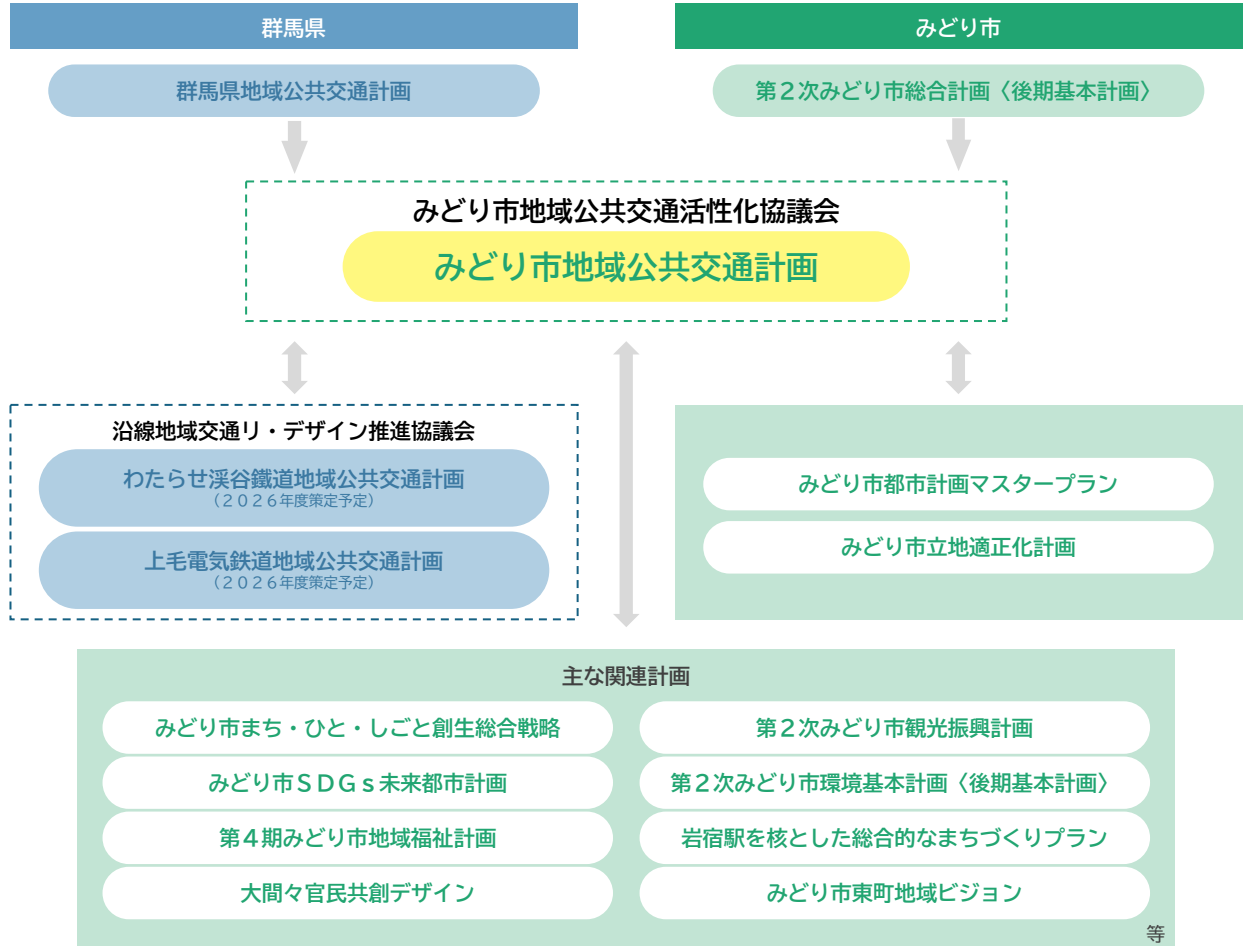 群馬県
みどり市
群馬県地域公共交通計画
第２次みどり市総合計画〈後期基本計画〉
みどり市地域公共交通活性化協議会
みどり市地域公共交通計画
沿線地域交通リ・デザイン推進協議会
わたらせ渓谷鐵道地域公共交通計画
（２０２６年度策定予定）
上毛電気鉄道地域公共交通計画
（２０２６年度策定予定）
みどり市都市計画マスタープラン
みどり市立地適正化計画
主な関連計画
みどり市まち・ひと・しごと創生総合戦略
第２次みどり市観光振興計画
みどり市ＳＤＧｓ未来都市計画
第２次みどり市環境基本計画〈後期基本計画〉
第４期みどり市地域福祉計画
岩宿駅を核とした総合的なまちづくりプラン
大間々官民共創デザイン
みどり市東町地域ビジョン
等